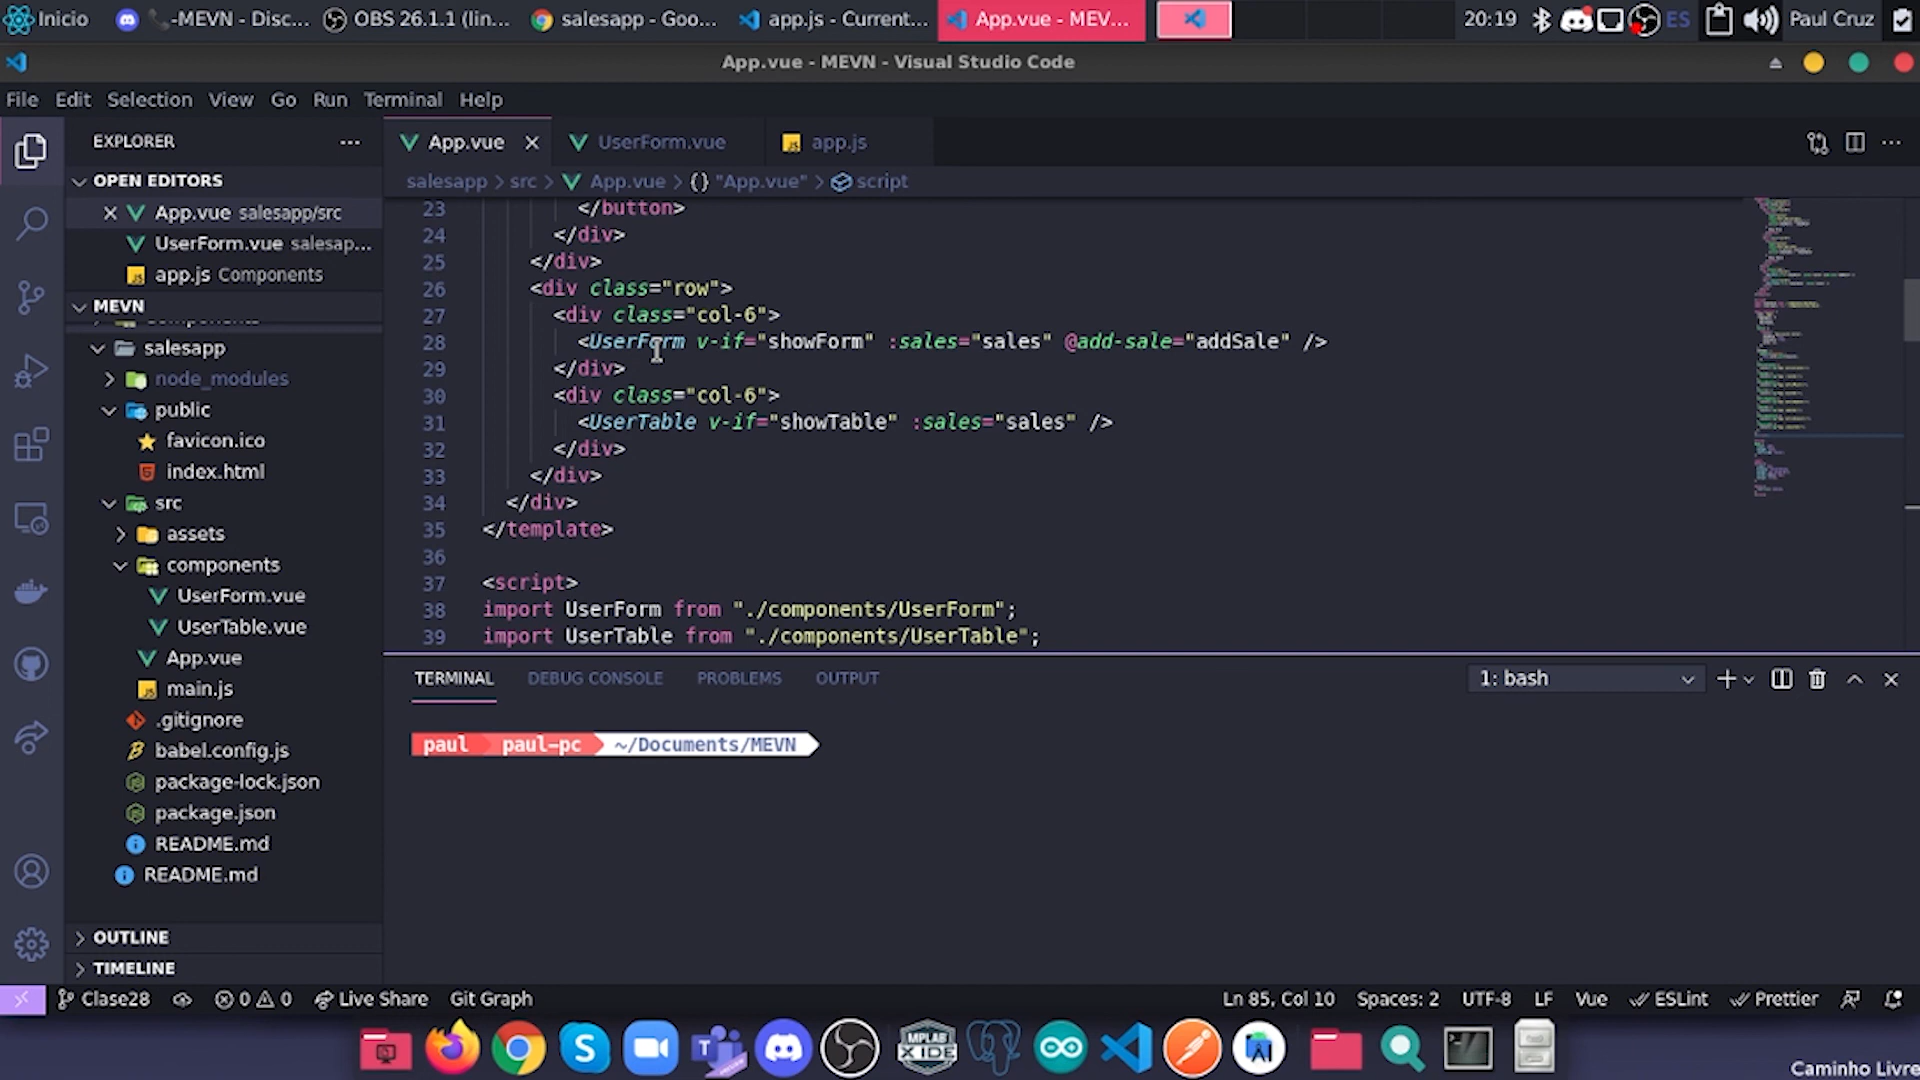 Inicio
-MEVN - Disc...
OBS 26.1.1 (lin...
salesapp - Goo...
app.js - Current...
App.vue - MEV...
20:19
ES
Paul Cruz
App.vue - MEVN - Visual Studio Code
File Edit Selection View Go Run Terminal Help
EXPLORER
OPEN EDITORS
App.vue salesapp/src
UserForm.vue salesap...
app.js Components
MEVN
salesapp
node_modules
public
favicon.ico
index.html
src
assets
components
UserForm.vue
UserTable.vue
App.vue
main.js
.gitignore
babel.config.js
package-lock.json
package.json
README.md
README.md
OUTLINE
TIMELINE
App.vue
UserForm.vue
app.js
salesapp > src > App.vue > {} "App.vue" > script
23 </button>
24 </div>
25 </div>
26 <div class="row">
27 <div class="col-6">
28 <UserForm v-if="showForm" :sales="sales" @add-sale="addSale" />
29 </div>
30 <div class="col-6">
31 <UserTable v-if="showTable" :sales="sales" />
32 </div>
33 </div>
34 </div>
35 </template>
36
37 <script>
38 import UserForm from "./components/UserForm";
39 import UserTable from "./components/UserTable";
TERMINAL DEBUG CONSOLE PROBLEMS OUTPUT
1: bash
paul paul-pc ~/Documents/MEVN
Clase28
0 0
Live Share
Git Graph
Ln 85, Col 10
Spaces: 2
UTF-8
LF
Vue
ESLint
Prettier
MPLAB
X IDE
Caminho Livre